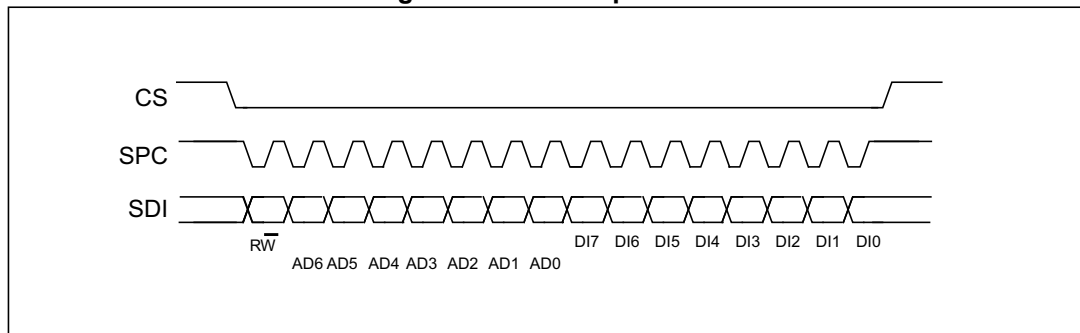 CS
SPC
SDI
RW
DI7 DI6 DI5 DI4 DI3 DI2 DI1 DI0
AD6 AD5 AD4 AD3 AD2 AD1 AD0